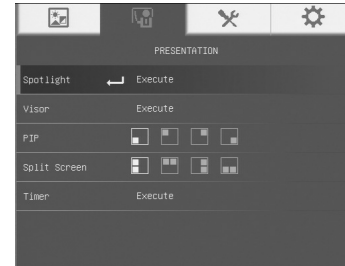 PRESENTATION
Spotlight Execute
Visor Execute
PIP
Split Screen
Timer Execute